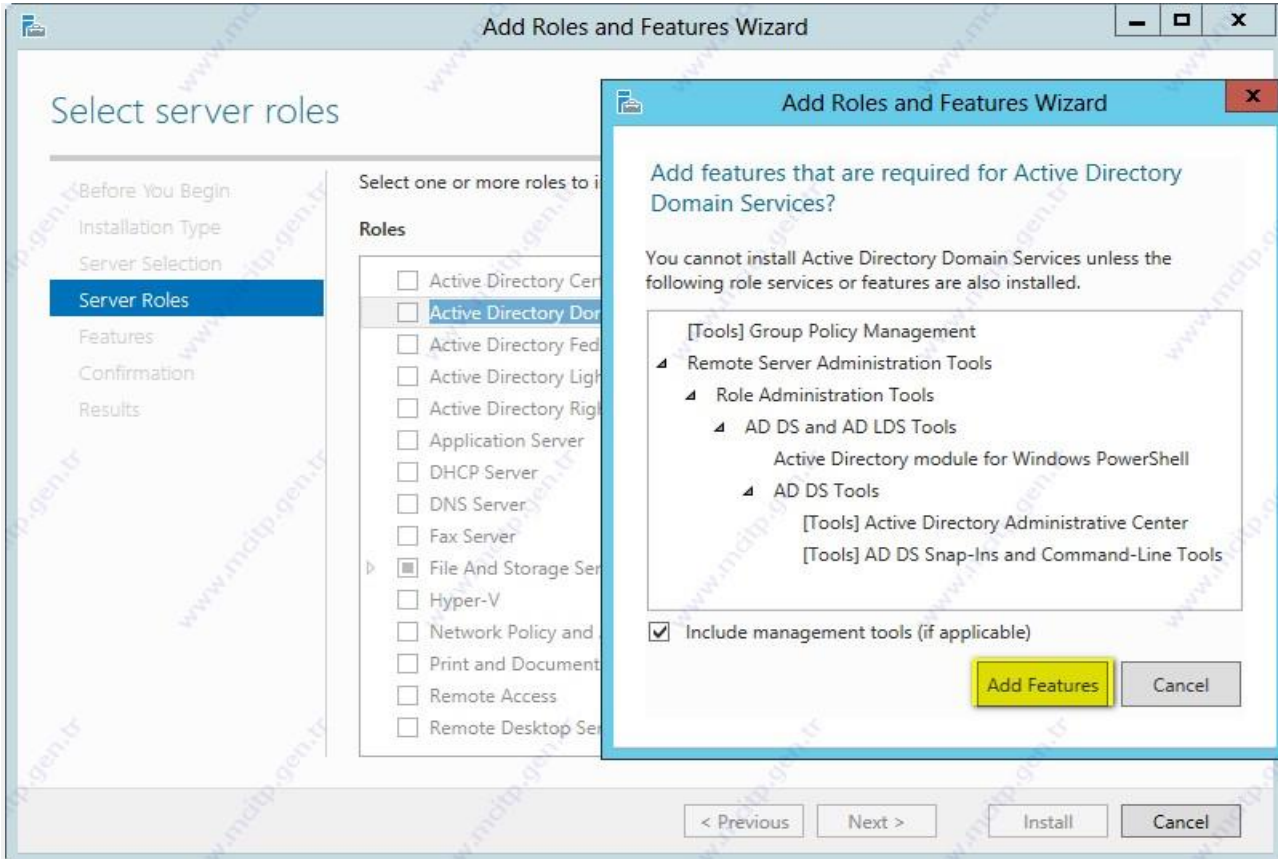 Add Roles and Features Wizard
Select server roles
Before You Begin
Installation Type
Server Selection
Server Roles
Features
Confirmation
Results
Select one or more roles to i
Roles
Active Directory Cert
Active Directory Dom
Active Directory Fed
Active Directory Ligh
Active Directory Rig
Application Server
DHCP Server
DNS Server
Fax Server
File And Storage Ser
Hyper-V
Network Policy and
Print and Document
Remote Access
Remote Desktop Ser
Add Roles and Features Wizard
Add features that are required for Active Directory
Domain Services?
You cannot install Active Directory Domain Services unless the
following role services or features are also installed.
[Tools] Group Policy Management
Remote Server Administration Tools
Role Administration Tools
AD DS and AD LDS Tools
Active Directory module for Windows PowerShell
AD DS Tools
[Tools] Active Directory Administrative Center
[Tools] AD DS Snap-Ins and Command-Line Tools
Include management tools (if applicable)
Add Features
Cancel
< Previous
Next >
Install
Cancel
www.mcitp.gen.tr